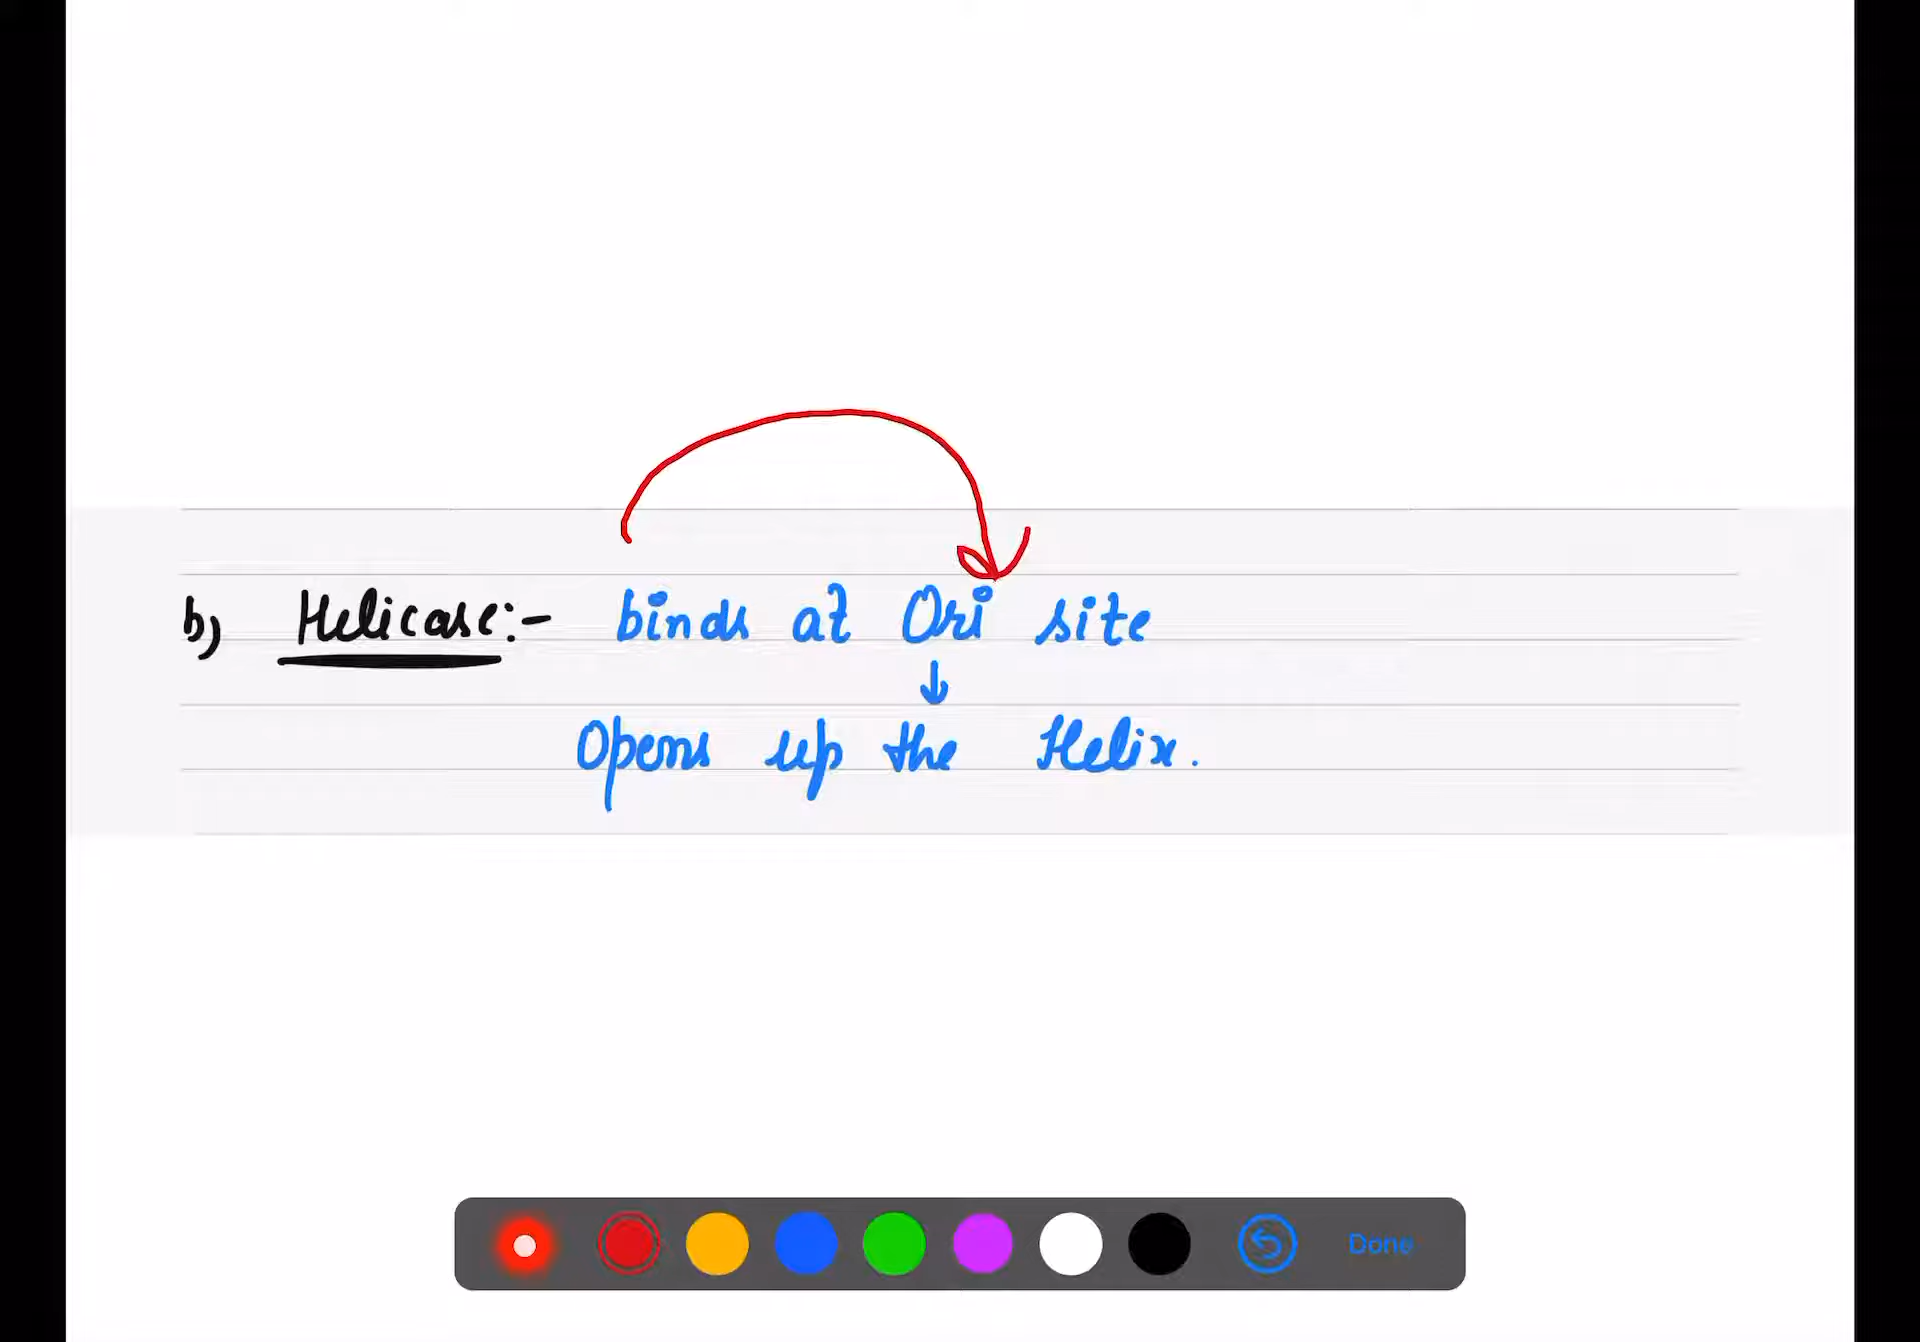 b) Helicase:- binds at Ori site
↓
Opens up the Helix.
Done